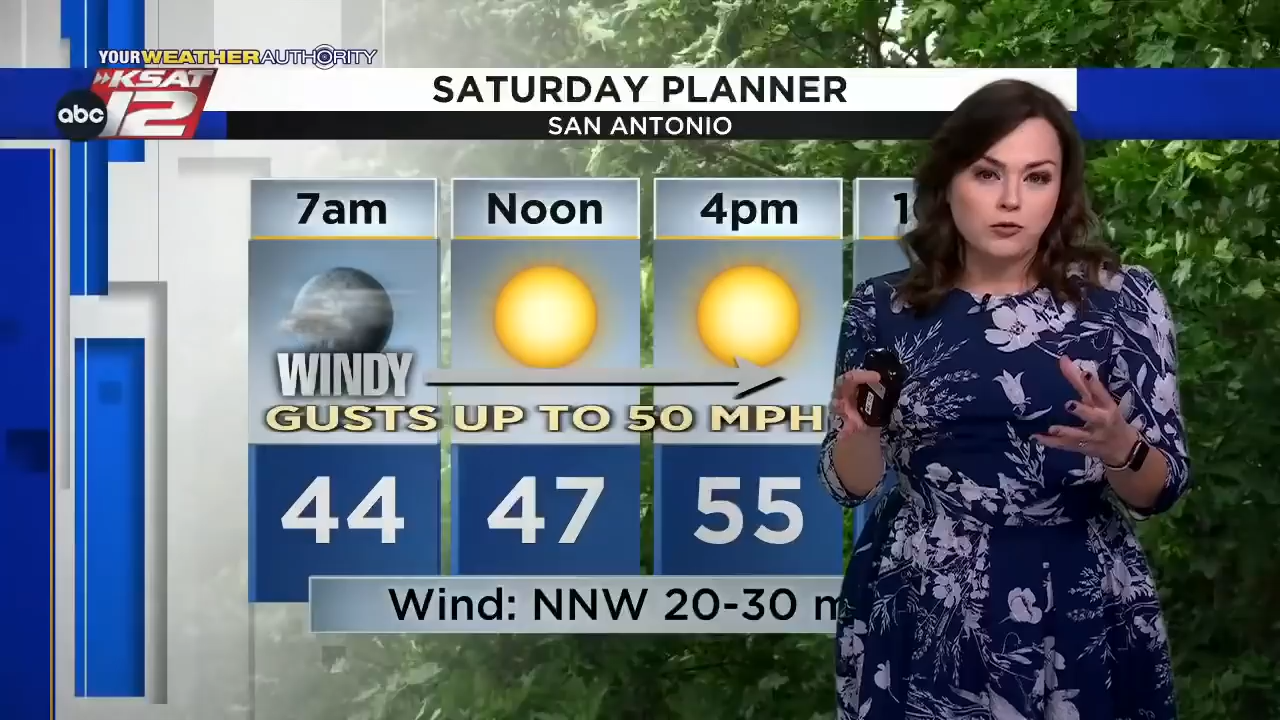 YOUR WEATHER AUTHORITY
KSAT
abc 12
SATURDAY PLANNER
SAN ANTONIO
7am Noon 4pm
WINDY
GUSTS UP TO 50 MPH
44 47 55
Wind: NNW 20-30